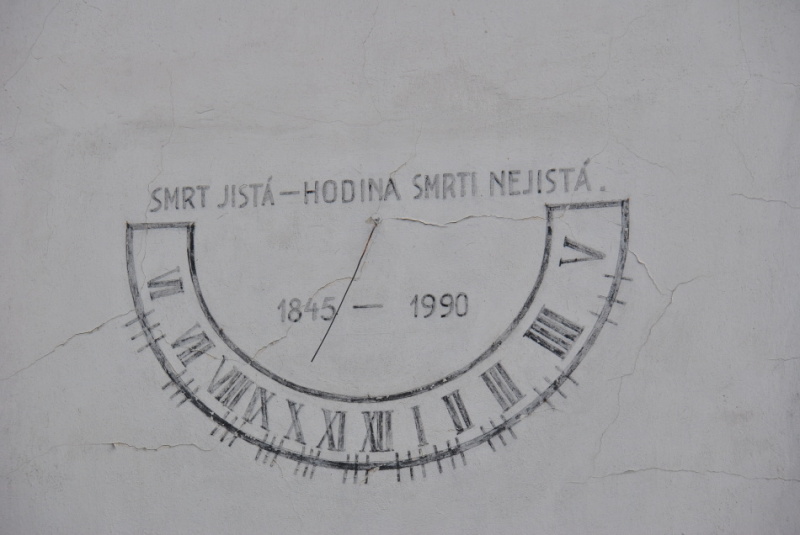 SMRT JISTÁ – HODINA SMRTI NEJISTÁ.
1845 – 1990
VI VII VIII IX X XI XII I II III IIII V